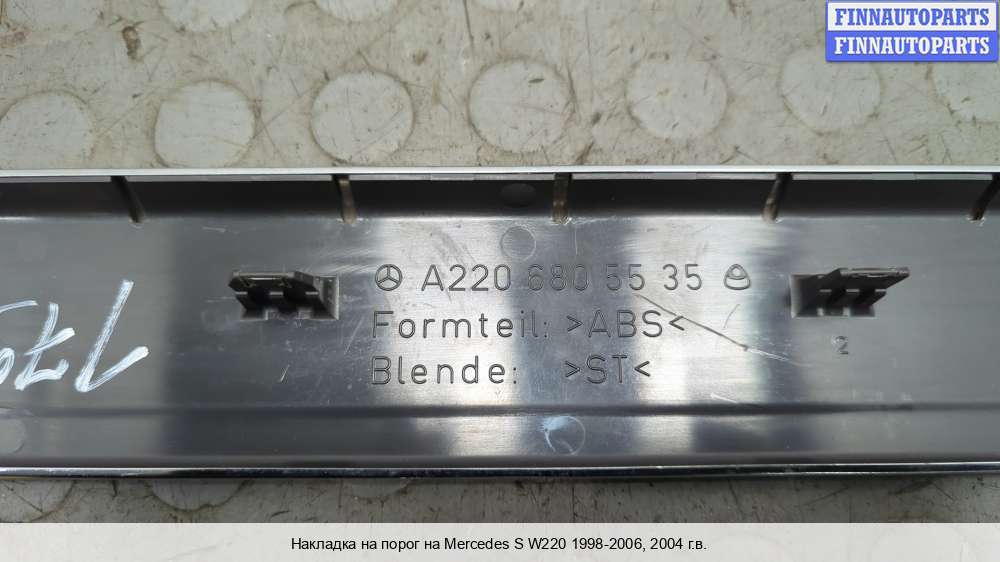 FINNAUTOPARTS
FINNAUTOPARTS
A220 680 55 35
Formteil: >ABS<
Blende: >ST<
2
Накладка на порог на Mercedes S W220 1998-2006, 2004 г.в.